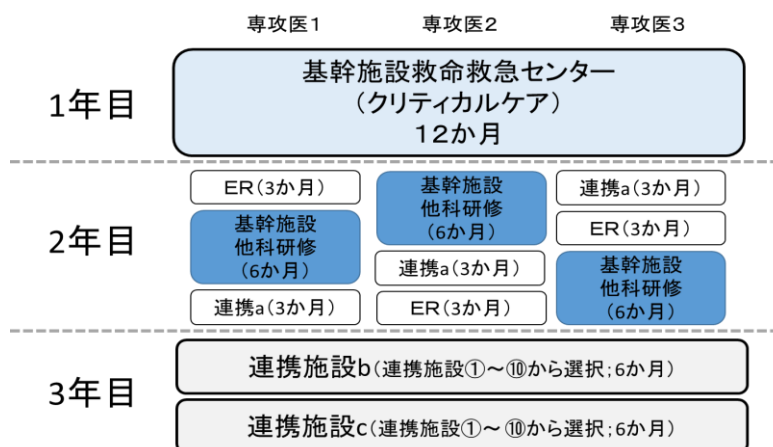 専攻医1
専攻医2
専攻医3
1年目
基幹施設救命救急センター
(クリティカルケア)
12か月
2年目
ER(3か月)
基幹施設
他科研修
(6か月)
連携a(3か月)
基幹施設
他科研修
(6か月)
連携a(3か月)
ER(3か月)
連携a(3か月)
ER(3か月)
基幹施設
他科研修
(6か月)
3年目
連携施設b(連携施設①～⑩から選択;6か月)
連携施設c(連携施設①～⑩から選択;6か月)